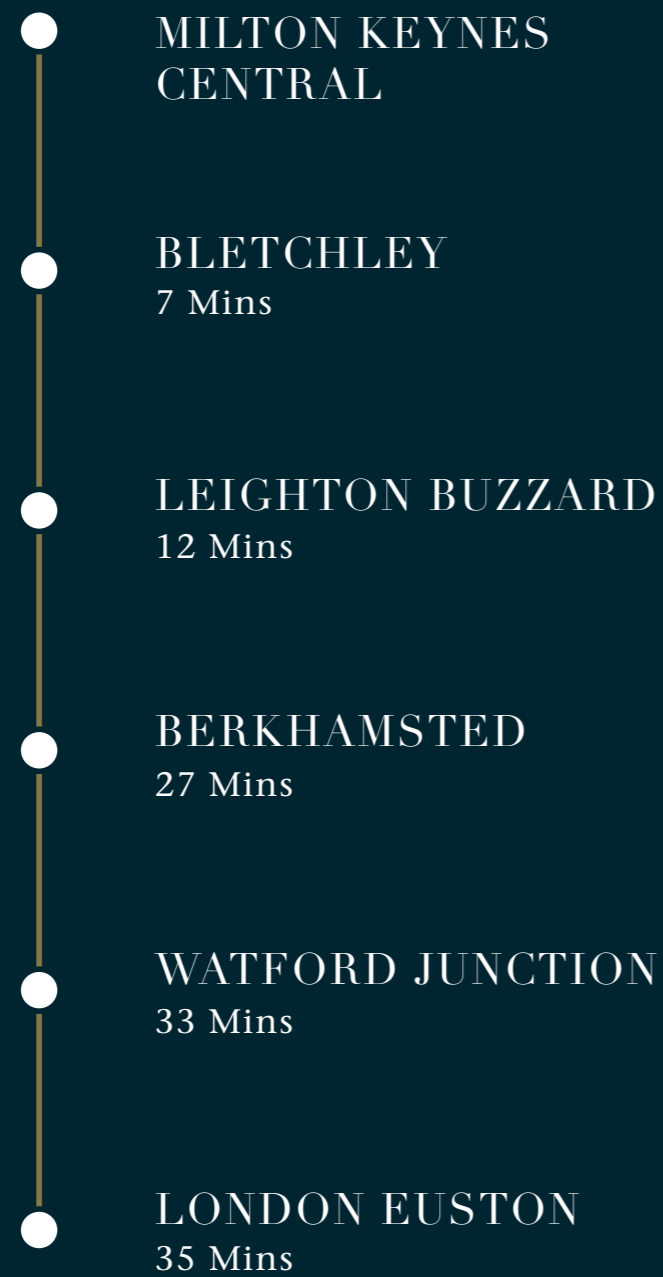 MILTON KEYNES
CENTRAL
BLETCHLEY
7 Mins
LEIGHTON BUZZARD
12 Mins
BERKHAMSTED
27 Mins
WATFORD JUNCTION
33 Mins
LONDON EUSTON
35 Mins